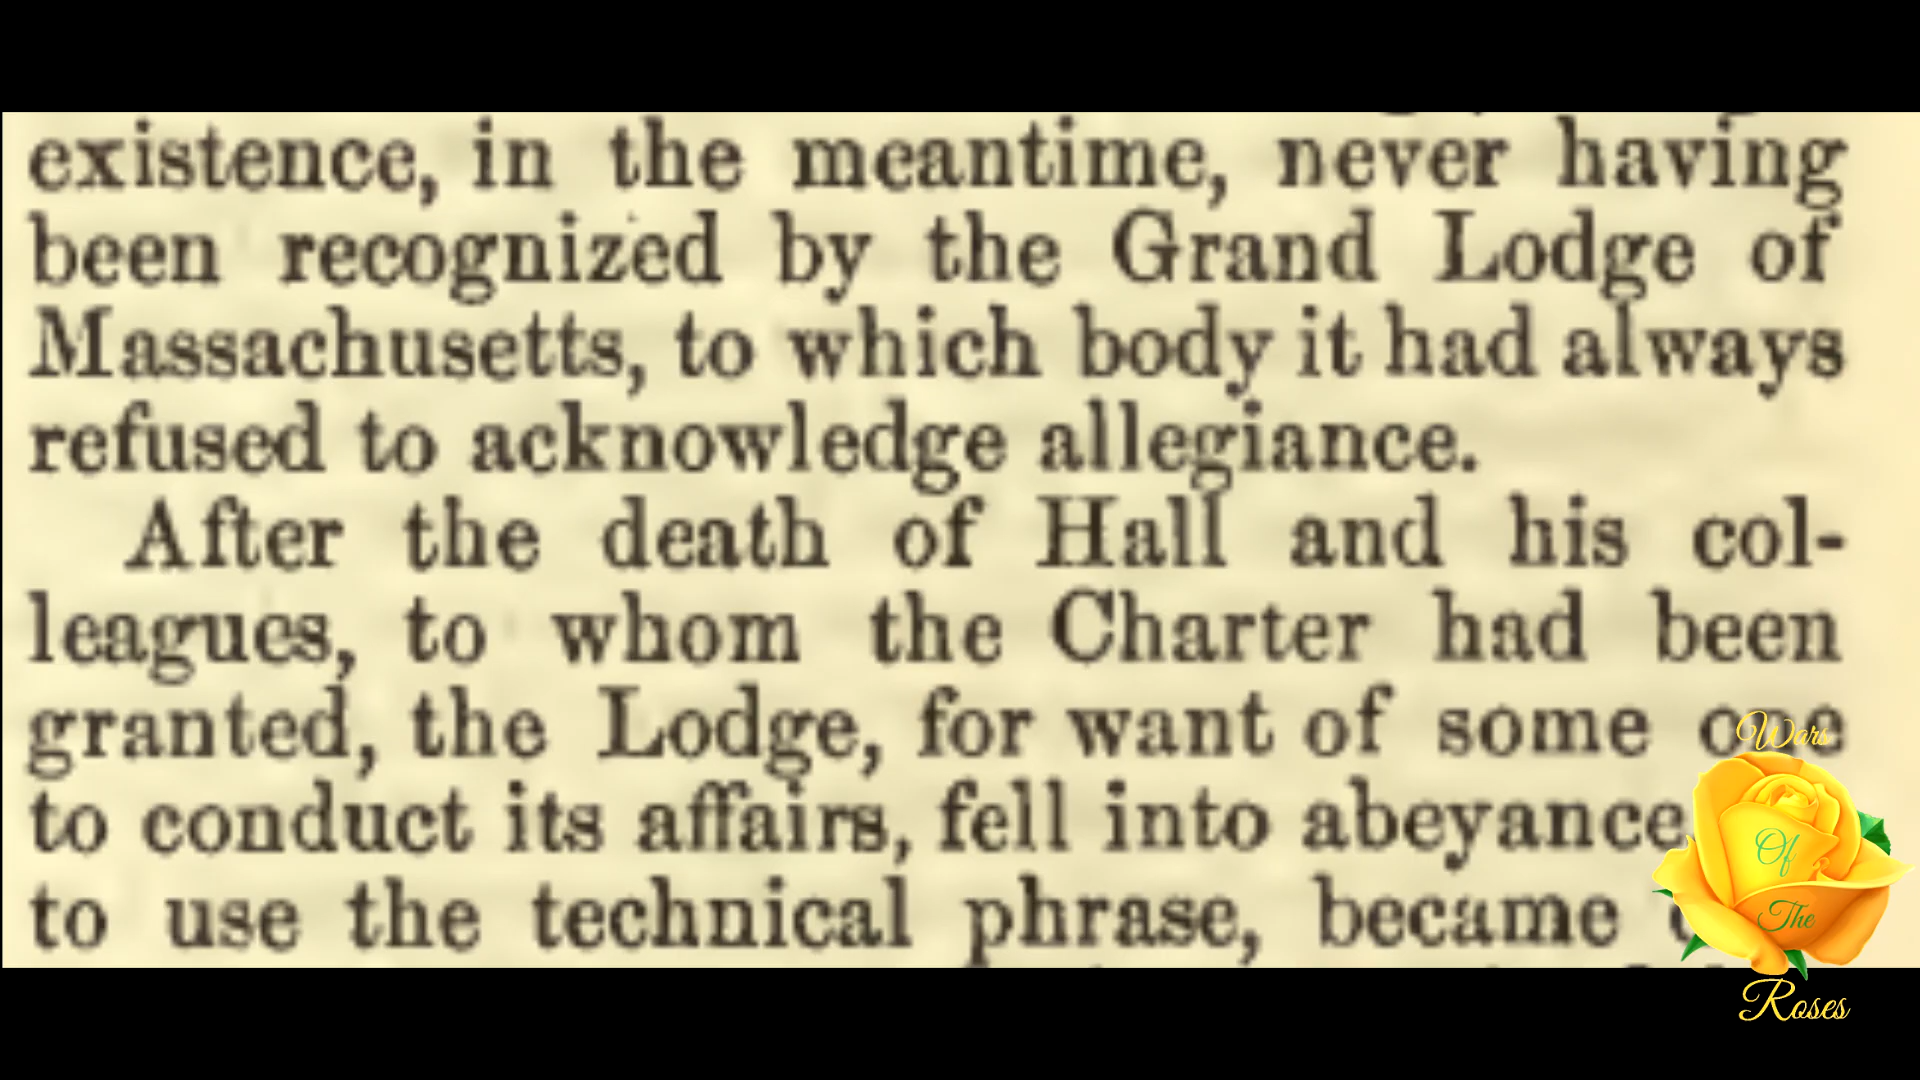 existence, in the meantime, never having
been recognized by the Grand Lodge of
Massachusetts, to which body it had always
refused to acknowledge allegiance.
After the death of Hall and his col-
leagues, to whom the Charter had been
granted, the Lodge, for want of some one
to conduct its affairs, fell into abeyance
to use the technical phrase, became
Wars
Of
The
Roses